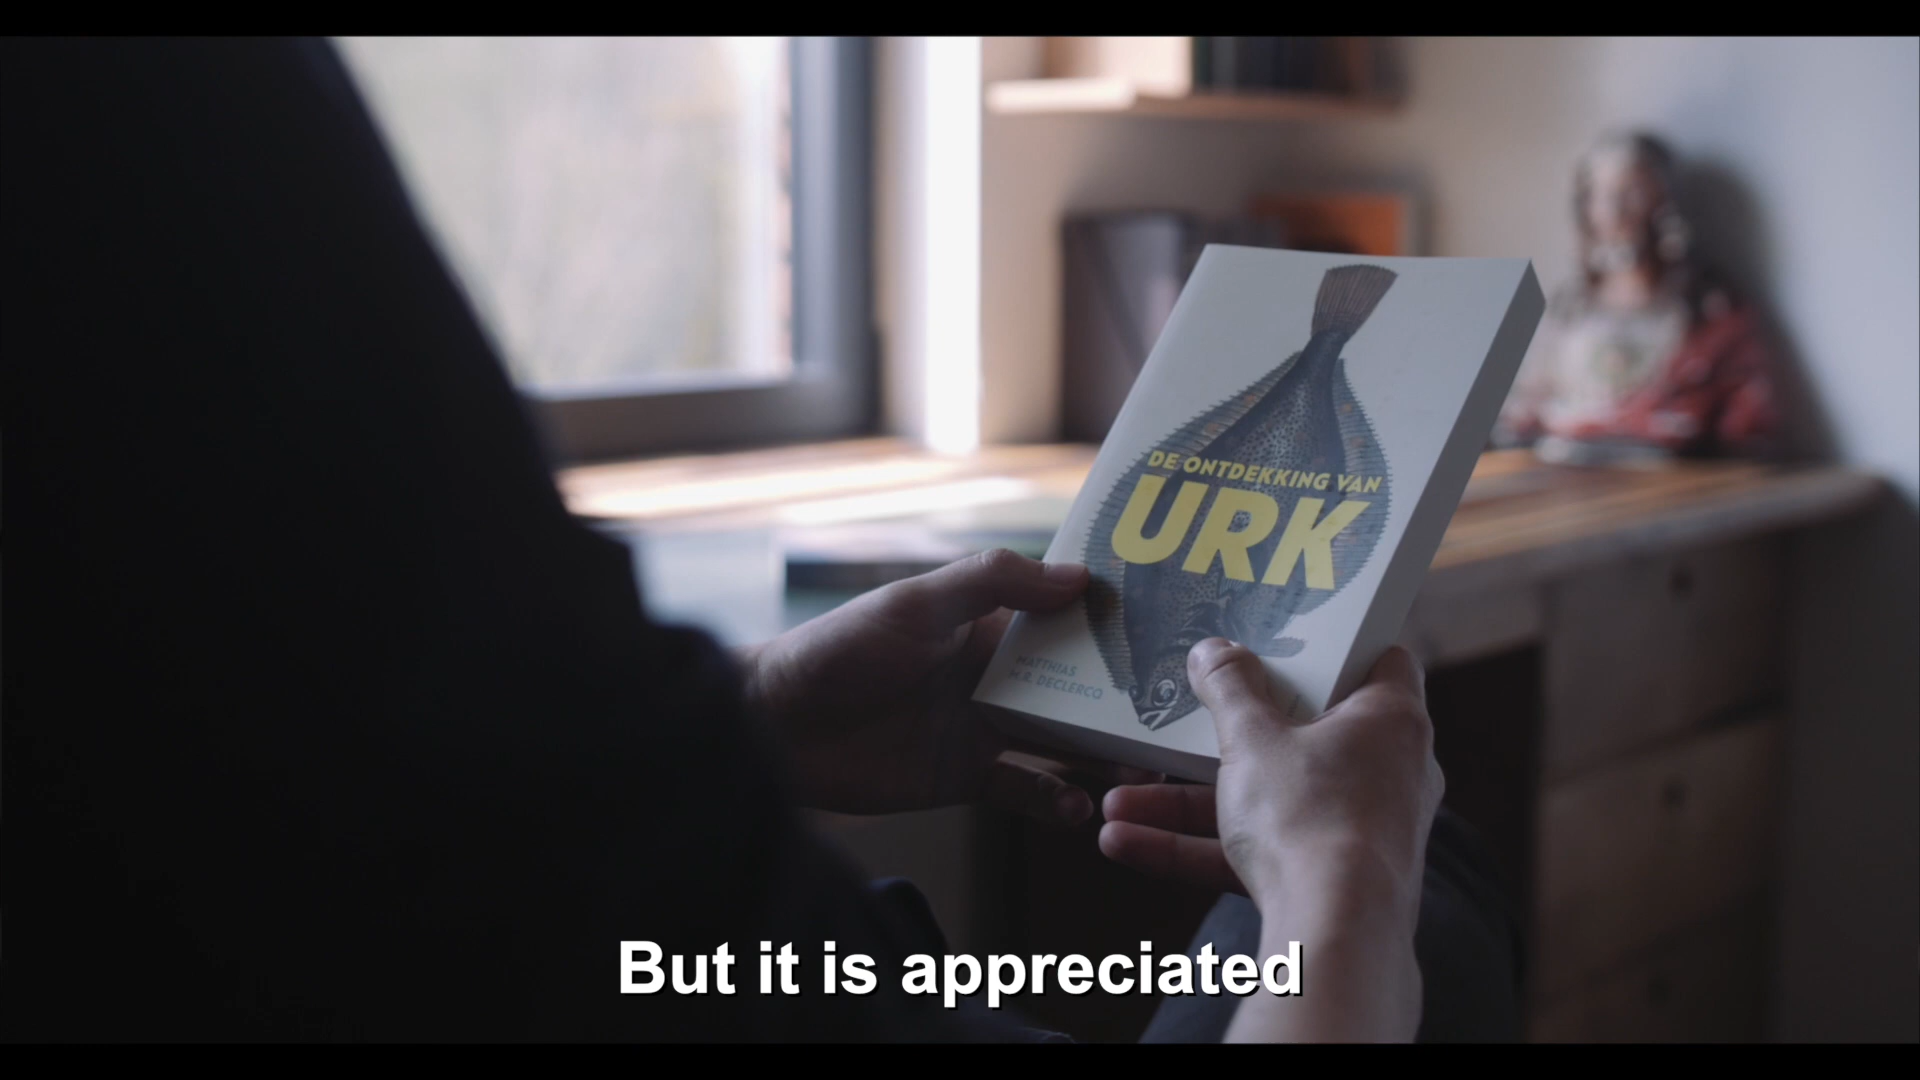 DE ONTDEKKING VAN
URK
MATTHIAS
M.R. DECLERCQ
But it is appreciated